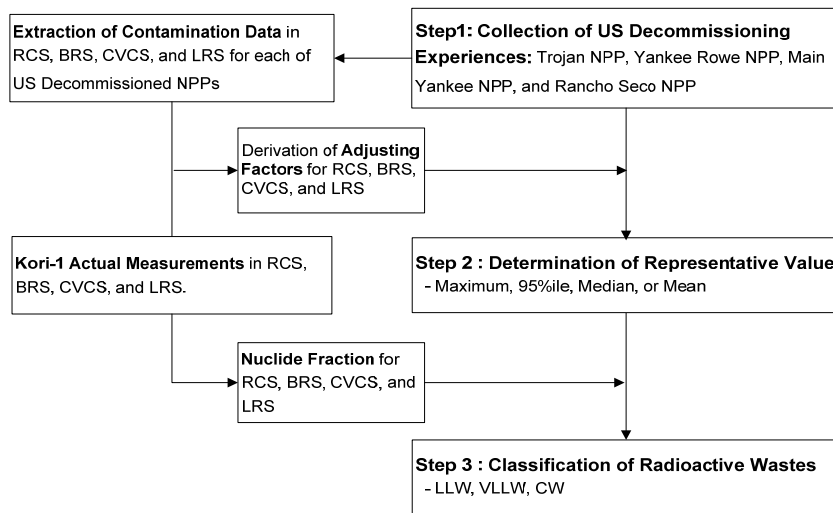 Extraction of Contamination Data in
RCS, BRS, CVCS, and LRS for each of
US Decommissioned NPPs
Step1: Collection of US Decommissioning
Experiences: Trojan NPP, Yankee Rowe NPP, Main
Yankee NPP, and Rancho Seco NPP
Derivation of Adjusting
Factors for RCS, BRS,
CVCS, and LRS
Kori-1 Actual Measurements in RCS,
BRS, CVCS, and LRS.
Step 2 : Determination of Representative Value
- Maximum, 95%ile, Median, or Mean
Nuclide Fraction for
RCS, BRS, CVCS, and
LRS
Step 3 : Classification of Radioactive Wastes
- LLW, VLLW, CW